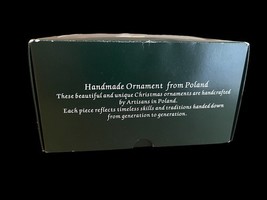 Handmade Ornament from Poland
These beautiful and unique Christmas ornaments are handcrafted
by Artisans in Poland.
Each piece reflects timeless skills and traditions handed down
from generation to generation.